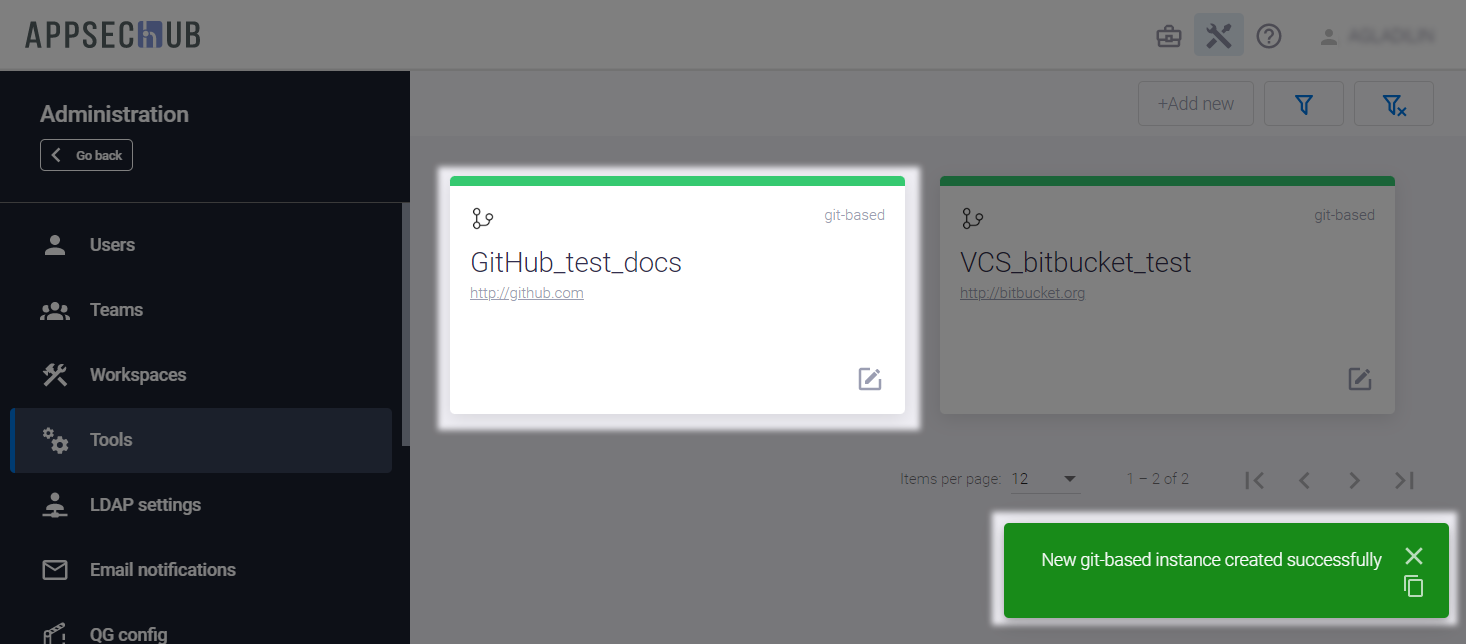 APPSECHUB
Administration
Go back
Users
Teams
Workspaces
Tools
LDAP settings
Email notifications
QG config
+Add new
git-based
GitHub_test_docs
http://github.com
git-based
VCS_bitbucket_test
http://bitbucket.org
Items per page: 12 1 – 2 of 2
New git-based instance created successfully